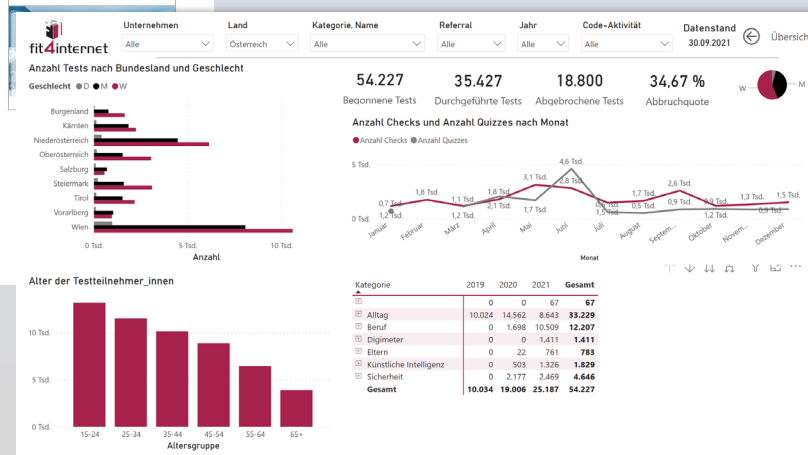 fit4internet
Unternehmen
Alle
Land
Österreich
Kategorie, Name
Alle
Referral
Alle
Jahr
Alle
Code-Aktivität
Alle
Datenstand
30.09.2021
Übersich
Anzahl Tests nach Bundesland und Geschlecht
Geschlecht D M W
Burgenland
Kärnten
Niederösterreich
Oberösterreich
Salzburg
Steiermark
Tirol
Vorarlberg
Wien
0 Tsd. 5 Tsd. 10 Tsd.
Anzahl
54.227 35.427 18.800 34,67 %
Begonnene Tests Durchgeführte Tests Abgebrochene Tests Abbruchquote
W M
Anzahl Checks und Anzahl Quizzes nach Monat
Anzahl Checks Anzahl Quizzes
5 Tsd.
0 Tsd.
1,8 Tsd. 1,1 Tsd. 1,8 Tsd. 3,1 Tsd. 4,6 Tsd. 2,8 Tsd. 1,7 Tsd. 2,6 Tsd. 1,3 Tsd. 1,5 Tsd.
1,2 Tsd. 1,2 Tsd. 2,1 Tsd. 1,7 Tsd. 0,5 Tsd. 0,9 Tsd. 1,2 Tsd. 0,9 Tsd.
Januar Februar März April Mai Juni Juli August Septem... Oktober Novem... Dezember
Monat
Alter der Testteilnehmer_innen
10 Tsd.
5 Tsd.
0 Tsd.
15-24 25-34 35-44 45-54 55-64 65+
Altersgruppe
Kategorie 2019 2020 2021 Gesamt
0 0 67 67
Alltag 10.024 14.562 8.643 33.229
Beruf 0 1.698 10.509 12.207
Digimeter 0 0 1.411 1.411
Eltern 0 22 761 783
Künstliche Intelligenz 0 503 1.326 1.829
Sicherheit 0 2.177 2.469 4.646
Gesamt 10.034 19.006 25.187 54.227